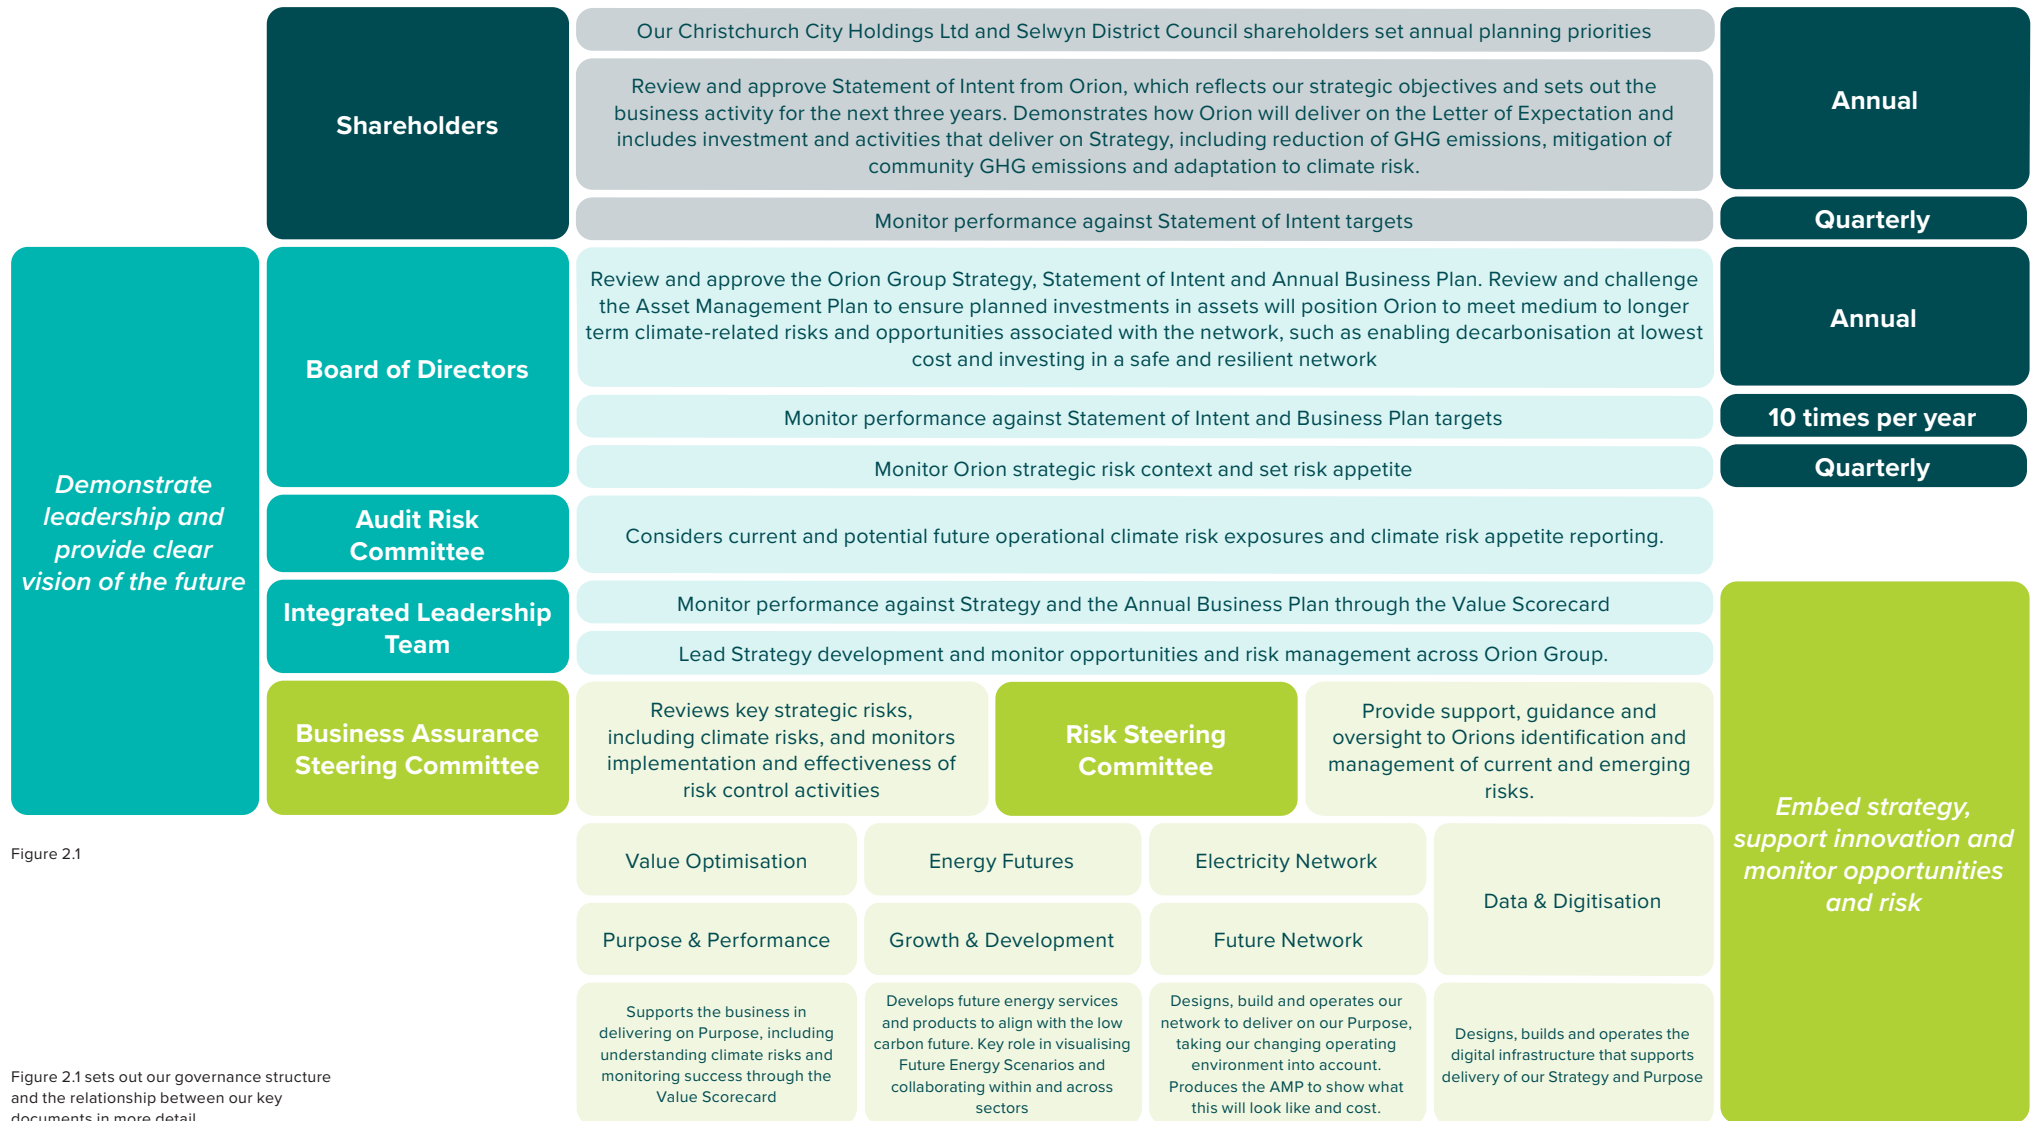 Shareholders
Our Christchurch City Holdings Ltd and Selwyn District Council shareholders set annual planning priorities
Review and approve Statement of Intent from Orion, which reflects our strategic objectives and sets out the
business activity for the next three years. Demonstrates how Orion will deliver on the Letter of Expectation and
includes investment and activities that deliver on Strategy, including reduction of GHG emissions, mitigation of
community GHG emissions and adaptation to climate risk.
Annual
Monitor performance against Statement of Intent targets
Quarterly
Demonstrate
leadership and
provide clear
vision of the future
Board of Directors
Review and approve the Orion Group Strategy, Statement of Intent and Annual Business Plan. Review and challenge
the Asset Management Plan to ensure planned investments in assets will position Orion to meet medium to longer
term climate-related risks and opportunities associated with the network, such as enabling decarbonisation at lowest
cost and investing in a safe and resilient network
Annual
Monitor performance against Statement of Intent and Business Plan targets
10 times per year
Monitor Orion strategic risk context and set risk appetite
Quarterly
Audit Risk
Committee
Considers current and potential future operational climate risk exposures and climate risk appetite reporting.
Integrated Leadership
Team
Monitor performance against Strategy and the Annual Business Plan through the Value Scorecard
Lead Strategy development and monitor opportunities and risk management across Orion Group.
Business Assurance
Steering Committee
Reviews key strategic risks,
including climate risks, and monitors
implementation and effectiveness of
risk control activities
Risk Steering
Committee
Provide support, guidance and
oversight to Orions identification and
management of current and emerging
risks.
Embed strategy,
support innovation and
monitor opportunities
and risk
Value Optimisation
Energy Futures
Electricity Network
Data & Digitisation
Purpose & Performance
Growth & Development
Future Network
Supports the business in
delivering on Purpose, including
understanding climate risks and
monitoring success through the
Value Scorecard
Develops future energy services
and products to align with the low
carbon future. Key role in visualising
Future Energy Scenarios and
collaborating within and across
sectors
Designs, build and operates our
network to deliver on our Purpose,
taking our changing operating
environment into account.
Produces the AMP to show what
this will look like and cost.
Designs, builds and operates the
digital infrastructure that supports
delivery of our Strategy and Purpose
Figure 2.1
Figure 2.1 sets out our governance structure
and the relationship between our key
documents in more detail